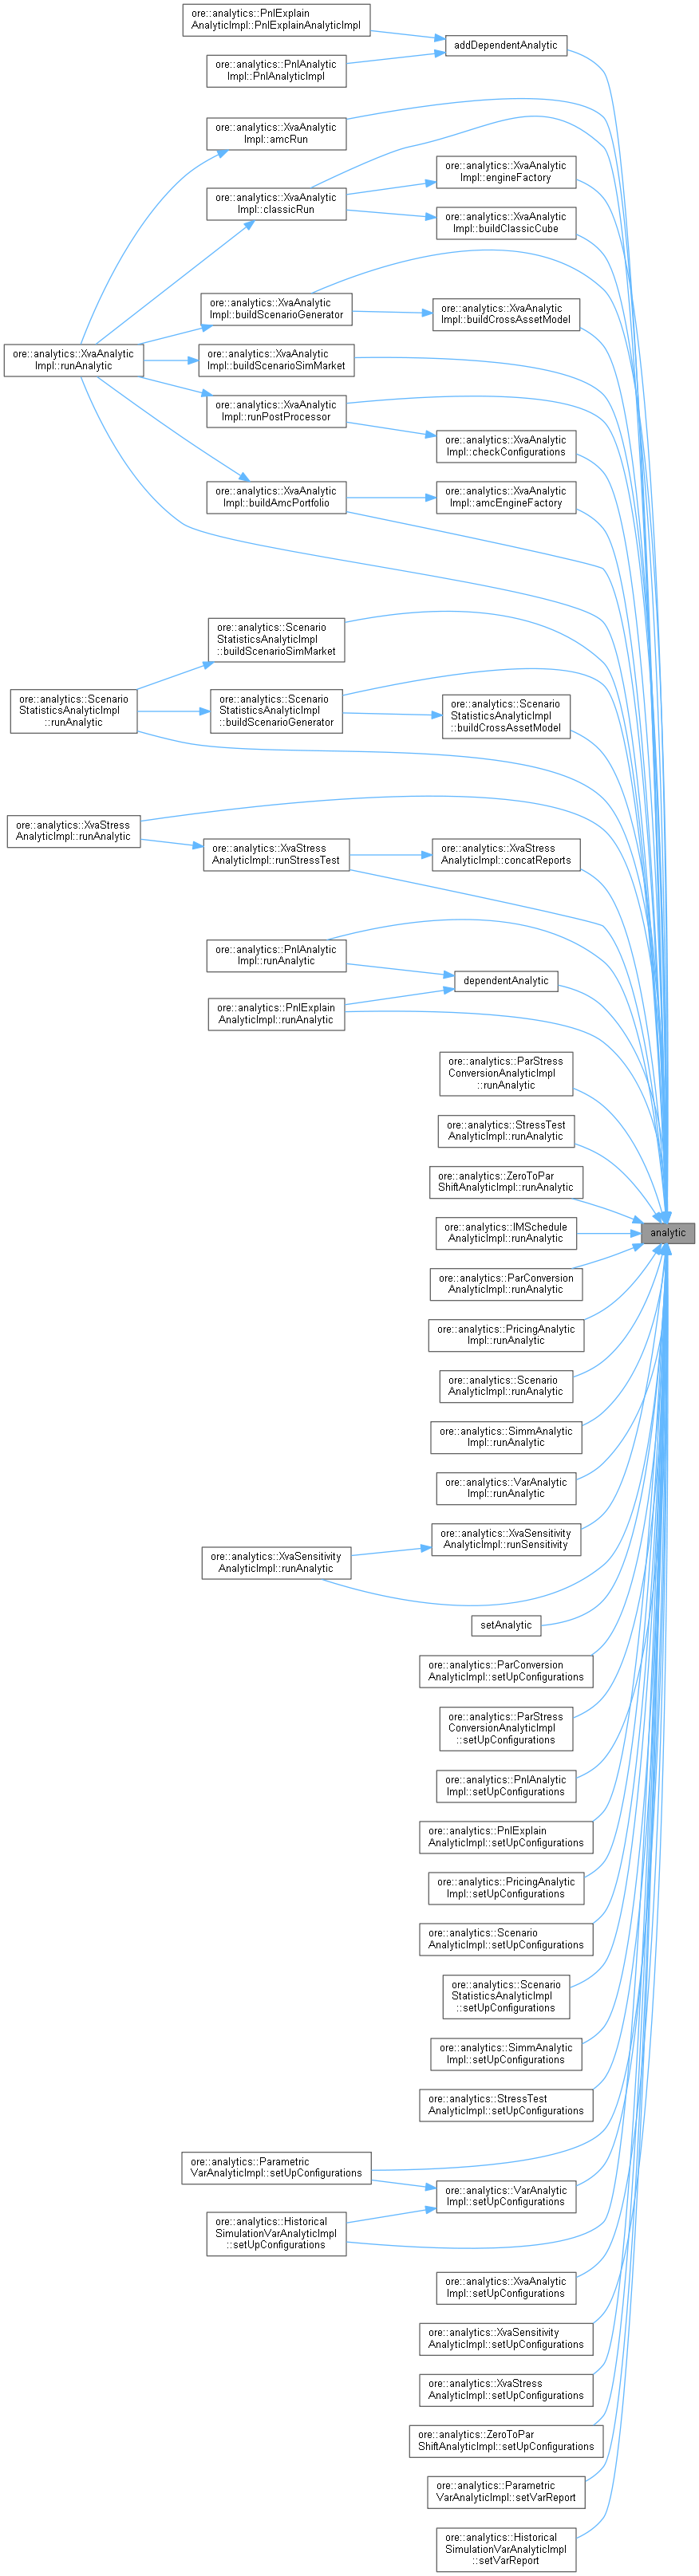 ore::analytics::PnlExplain
AnalyticImpl::PnlExplainAnalyticImpl
addDependentAnalytic
ore::analytics::PnlAnalytic
Impl::PnlAnalyticImpl
ore::analytics::XvaAnalytic
Impl::amcRun
ore::analytics::XvaAnalytic
Impl::engineFactory
ore::analytics::XvaAnalytic
Impl::classicRun
ore::analytics::XvaAnalytic
Impl::buildClassicCube
ore::analytics::XvaAnalytic
Impl::buildScenarioGenerator
ore::analytics::XvaAnalytic
Impl::buildCrossAssetModel
ore::analytics::XvaAnalytic
Impl::runAnalytic
ore::analytics::XvaAnalytic
Impl::buildScenarioSimMarket
ore::analytics::XvaAnalytic
Impl::runPostProcessor
ore::analytics::XvaAnalytic
Impl::checkConfigurations
ore::analytics::XvaAnalytic
Impl::buildAmcPortfolio
ore::analytics::XvaAnalytic
Impl::amcEngineFactory
ore::analytics::Scenario
StatisticsAnalyticImpl
::buildScenarioSimMarket
ore::analytics::Scenario
StatisticsAnalyticImpl
::runAnalytic
ore::analytics::Scenario
StatisticsAnalyticImpl
::buildScenarioGenerator
ore::analytics::Scenario
StatisticsAnalyticImpl
::buildCrossAssetModel
ore::analytics::XvaStress
AnalyticImpl::runAnalytic
ore::analytics::XvaStress
AnalyticImpl::runStressTest
ore::analytics::XvaStress
AnalyticImpl::concatReports
ore::analytics::PnlAnalytic
Impl::runAnalytic
dependentAnalytic
ore::analytics::PnlExplain
AnalyticImpl::runAnalytic
ore::analytics::ParStress
ConversionAnalyticImpl
::runAnalytic
ore::analytics::StressTest
AnalyticImpl::runAnalytic
ore::analytics::ZeroToPar
ShiftAnalyticImpl::runAnalytic
analytic
ore::analytics::IMSchedule
AnalyticImpl::runAnalytic
ore::analytics::ParConversion
AnalyticImpl::runAnalytic
ore::analytics::PricingAnalytic
Impl::runAnalytic
ore::analytics::Scenario
AnalyticImpl::runAnalytic
ore::analytics::SimmAnalytic
Impl::runAnalytic
ore::analytics::VarAnalytic
Impl::runAnalytic
ore::analytics::XvaSensitivity
AnalyticImpl::runSensitivity
ore::analytics::XvaSensitivity
AnalyticImpl::runAnalytic
setAnalytic
ore::analytics::ParConversion
AnalyticImpl::setUpConfigurations
ore::analytics::ParStress
ConversionAnalyticImpl
::setUpConfigurations
ore::analytics::PnlAnalytic
Impl::setUpConfigurations
ore::analytics::PnlExplain
AnalyticImpl::setUpConfigurations
ore::analytics::PricingAnalytic
Impl::setUpConfigurations
ore::analytics::Scenario
AnalyticImpl::setUpConfigurations
ore::analytics::Scenario
StatisticsAnalyticImpl
::setUpConfigurations
ore::analytics::SimmAnalytic
Impl::setUpConfigurations
ore::analytics::StressTest
AnalyticImpl::setUpConfigurations
ore::analytics::Parametric
VarAnalyticImpl::setUpConfigurations
ore::analytics::VarAnalytic
Impl::setUpConfigurations
ore::analytics::Historical
SimulationVarAnalyticImpl
::setUpConfigurations
ore::analytics::XvaAnalytic
Impl::setUpConfigurations
ore::analytics::XvaSensitivity
AnalyticImpl::setUpConfigurations
ore::analytics::XvaStress
AnalyticImpl::setUpConfigurations
ore::analytics::ZeroToPar
ShiftAnalyticImpl::setUpConfigurations
ore::analytics::Parametric
VarAnalyticImpl::setVarReport
ore::analytics::Historical
SimulationVarAnalyticImpl
::setVarReport